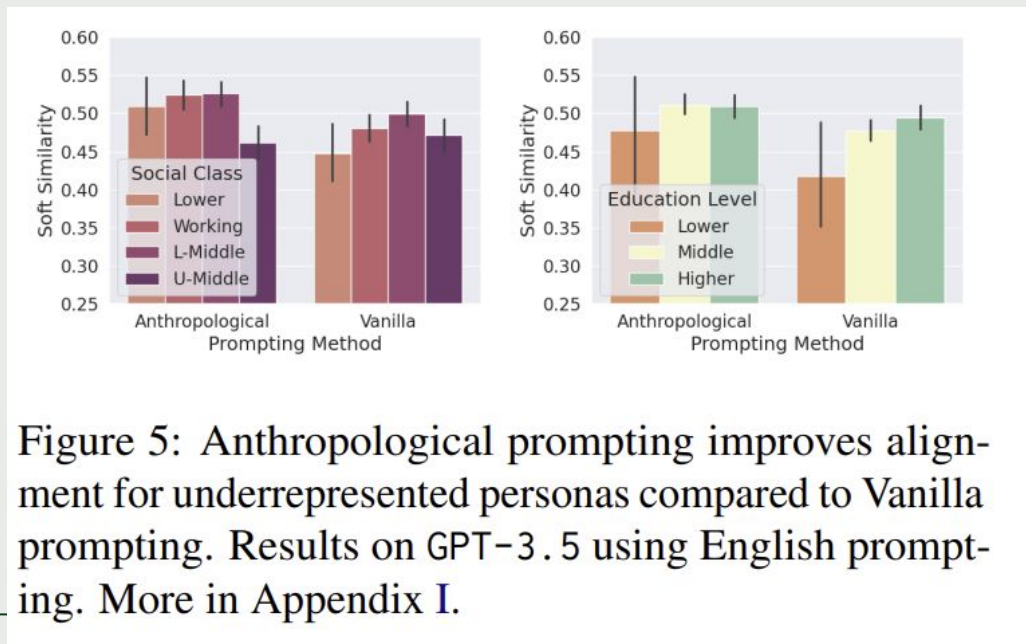 0.60
0.55
0.50
0.45
0.40
0.35
0.30
0.25
Soft Similarity
Social Class
Lower
Working
L-Middle
U-Middle
Anthropological
Vanilla
Prompting Method
0.60
0.55
0.50
0.45
0.40
0.35
0.30
0.25
Soft Similarity
Education Level
Lower
Middle
Higher
Anthropological
Vanilla
Prompting Method
Figure 5: Anthropological prompting improves align-
ment for underrepresented personas compared to Vanilla
prompting. Results on GPT-3.5 using English prompt-
ing. More in Appendix I.